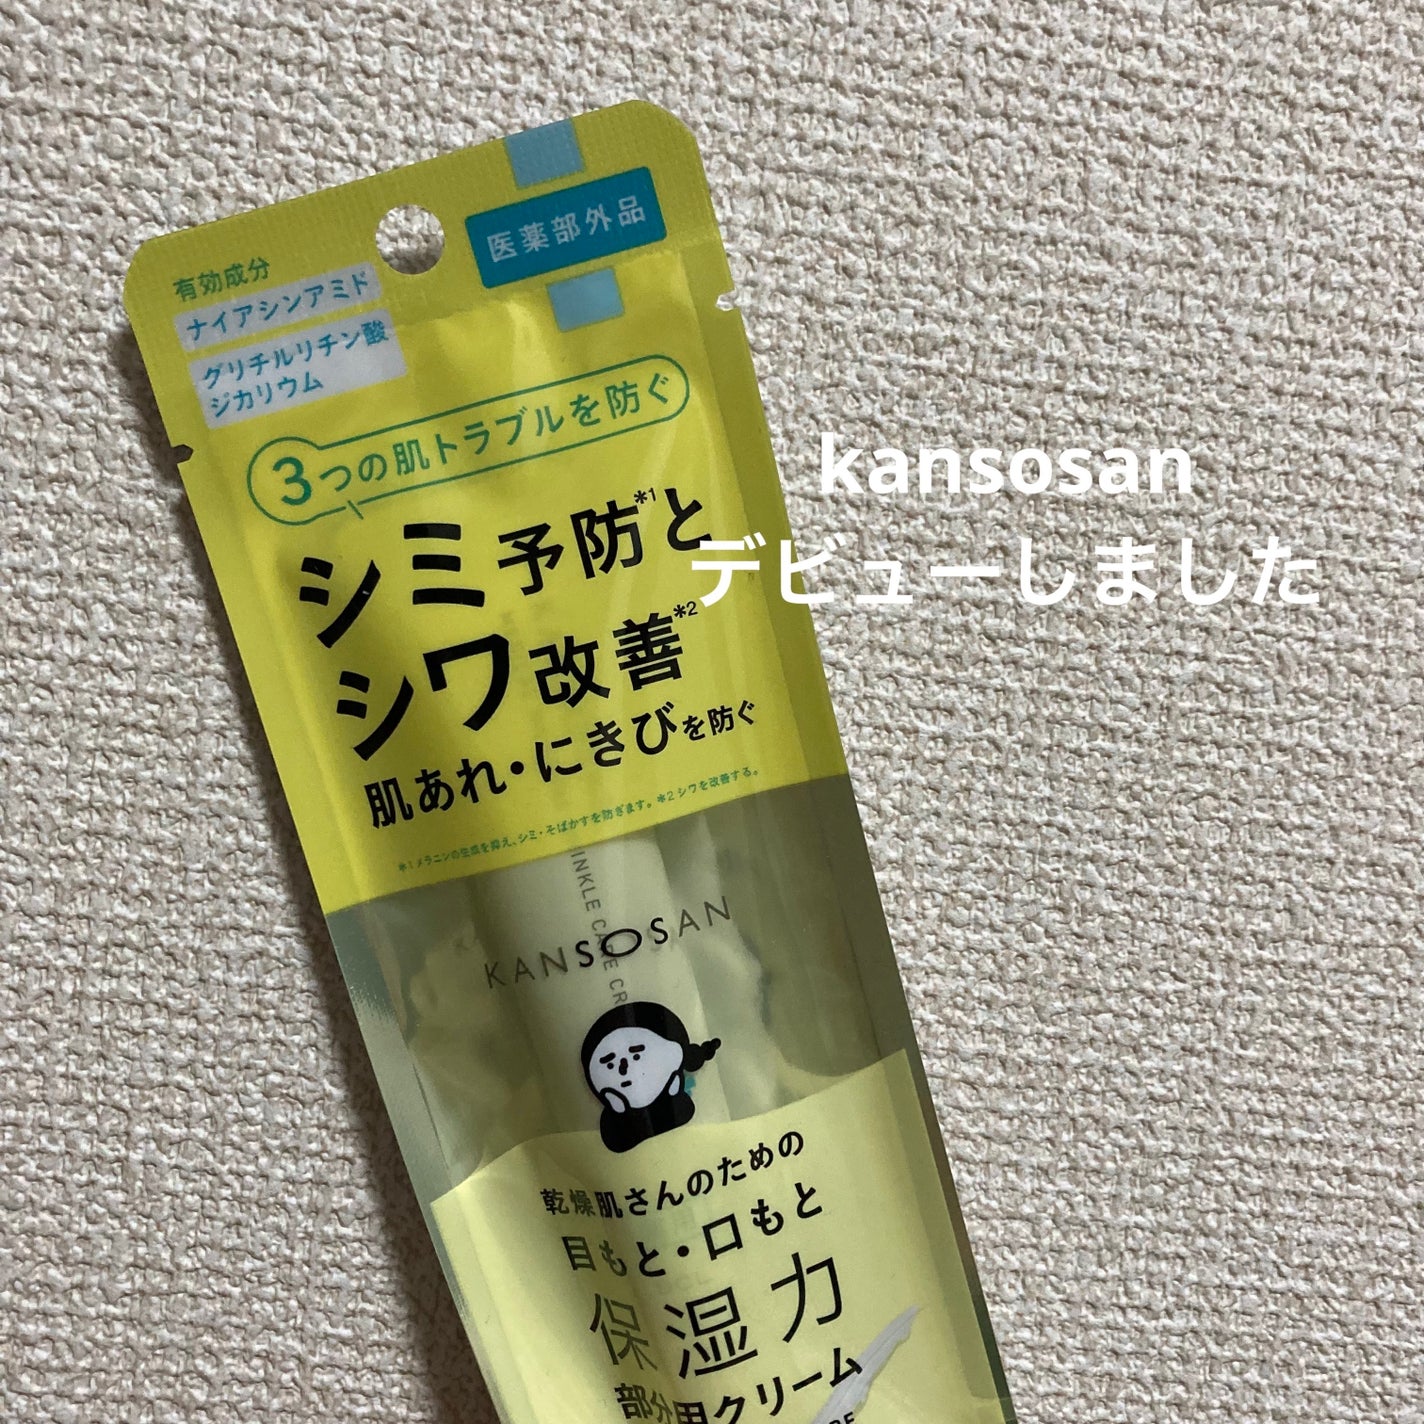 医薬部外品
有効成分
ナイアシンアミド
グリチルリチン酸
ジカリウム
3つの肌トラブルを防ぐ
シミ予防*1と
シワ改善*2
肌あれ・にきびを防ぐ
*1メラニンの生成を抑え、シミ・そばかすを防ぎます。*2シワを改善する。
kansosan
デビューしました
INKLE CARE CR
KANSOSAN
乾燥肌さんのための
目もと・口もと
保湿力
部分用クリーム